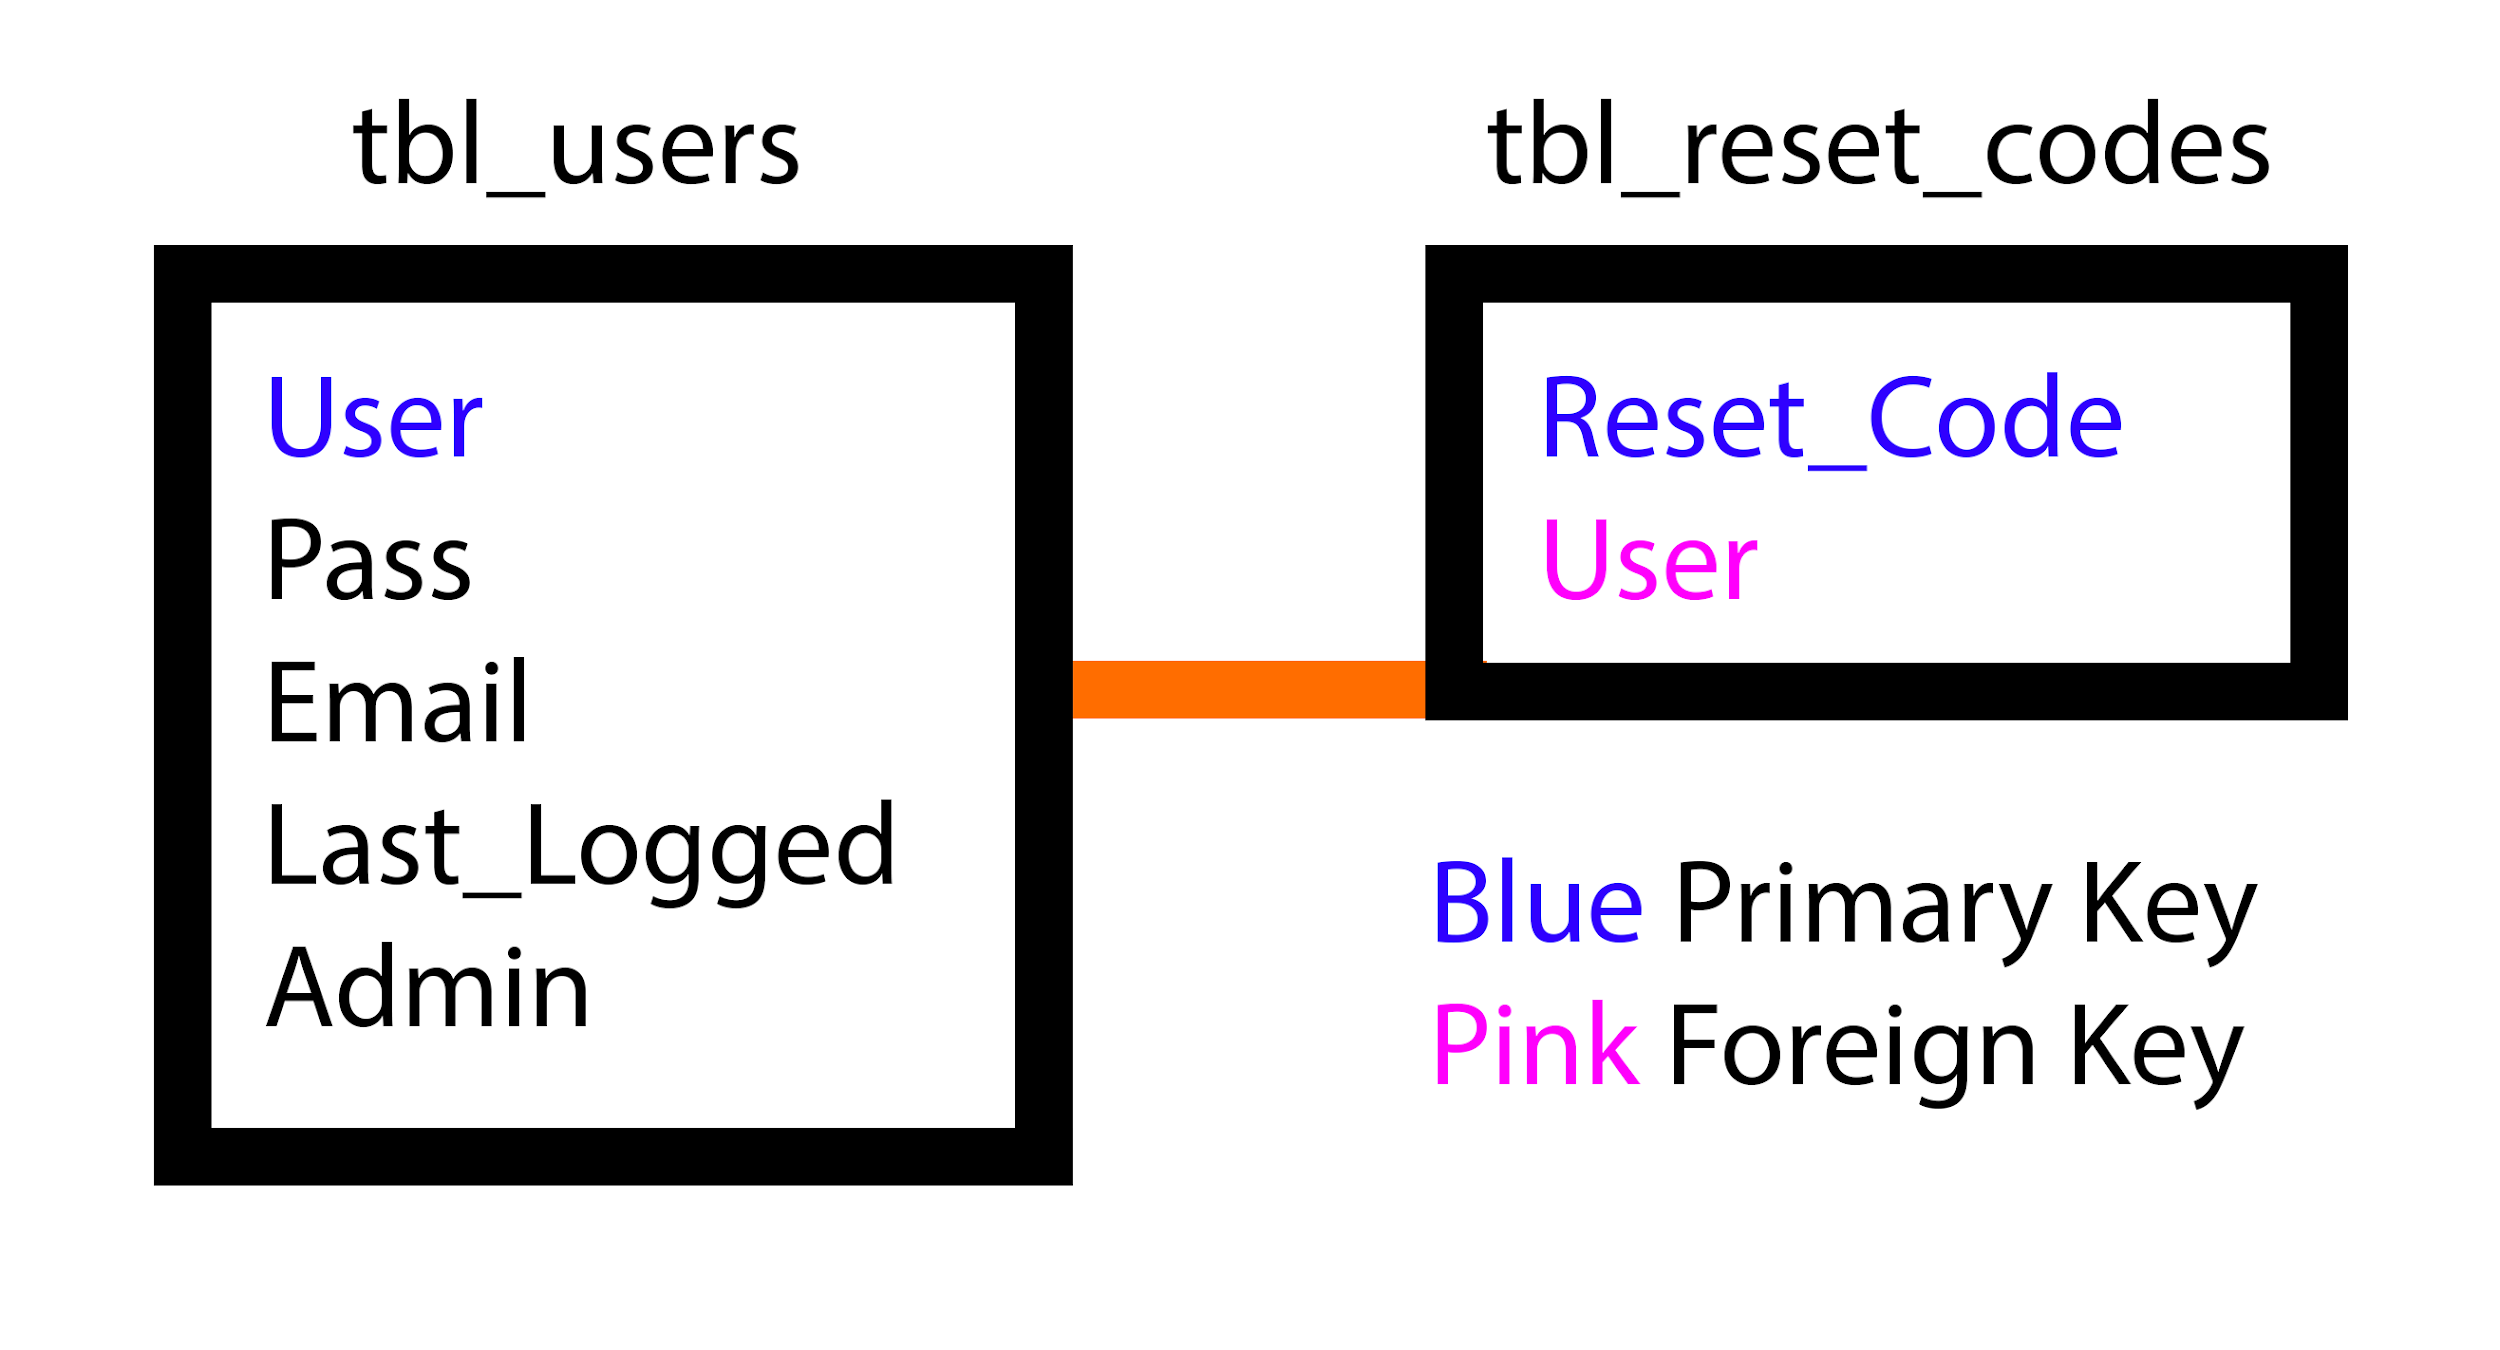 tbl_users
User
Pass
Email
Last_Logged
Admin
tbl_reset_codes
Reset_Code
User
Blue Primary Key
Pink Foreign Key